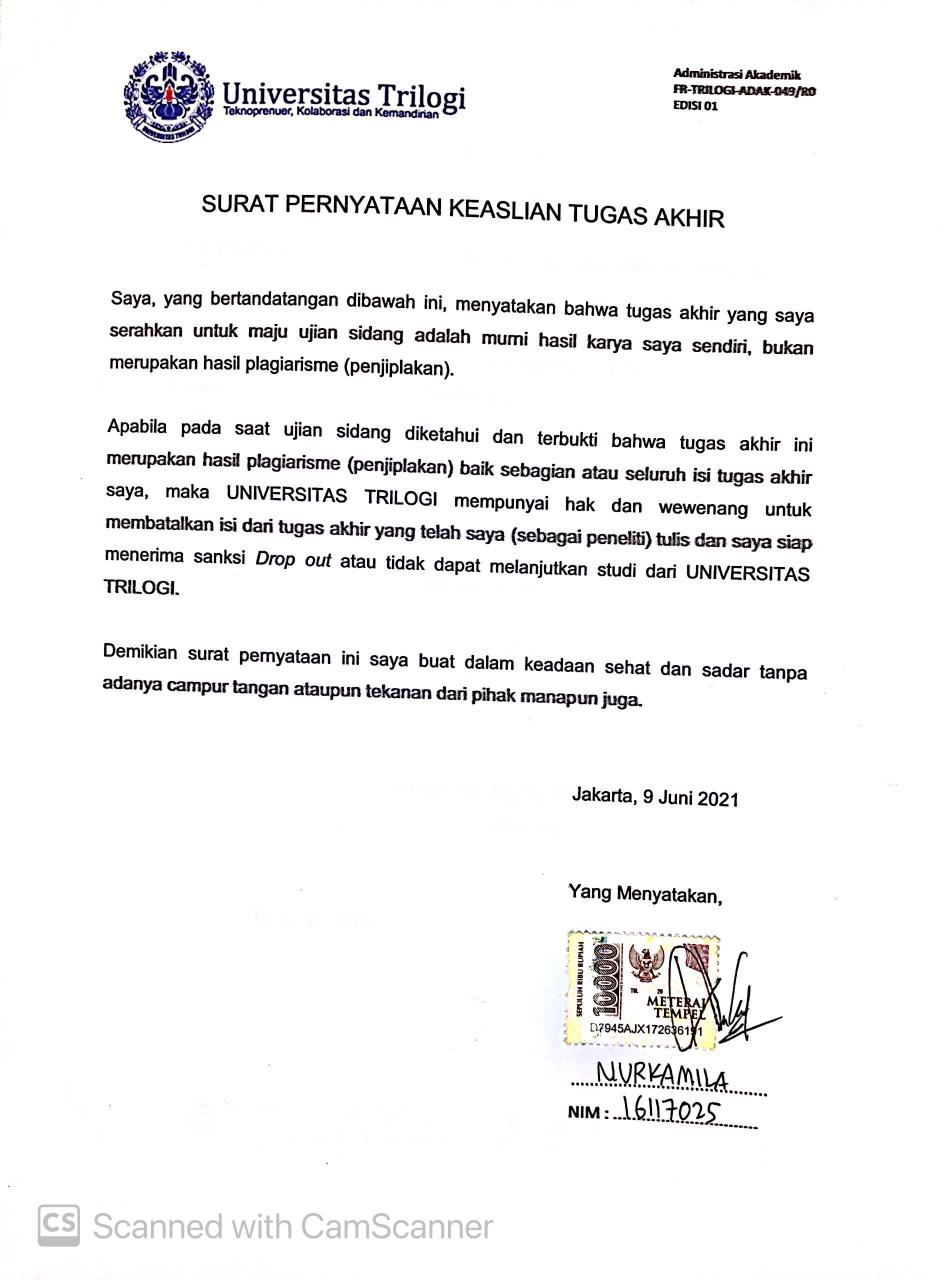 Universitas Trilogi
Teknoprenuer, Kolaborasi dan Kemandirian
Administrasi Akademik
FR-TRILOGI-ADAK-049/R0
EDISI 01
SURAT PERNYATAAN KEASLIAN TUGAS AKHIR
Saya, yang bertandatangan dibawah ini, menyatakan bahwa tugas akhir yang saya
serahkan untuk maju ujian sidang adalah murni hasil karya saya sendiri, bukan
merupakan hasil plagiarisme (penjiplakan).
Apabila pada saat ujian sidang diketahui dan terbukti bahwa tugas akhir ini
merupakan hasil plagiarisme (penjiplakan) baik sebagian atau seluruh isi tugas akhir
saya, maka UNIVERSITAS TRILOGI mempunyai hak dan wewenang untuk
membatalkan isi dari tugas akhir yang telah saya (sebagai peneliti) tulis dan saya siap
menerima sanksi Drop out atau tidak dapat melanjutkan studi dari UNIVERSITAS
TRILOGI.
Demikian surat pernyataan ini saya buat dalam keadaan sehat dan sadar tanpa
adanya campur tangan ataupun tekanan dari pihak manapun juga.
Jakarta, 9 Juni 2021
Yang Menyatakan,
SEPULUH RIBU RUPIAH
10000
TGL. 20
METERAI
TEMPEL
D7945AJX172636191
NURKAMILA
NIM : 16117025
CS Scanned with CamScanner